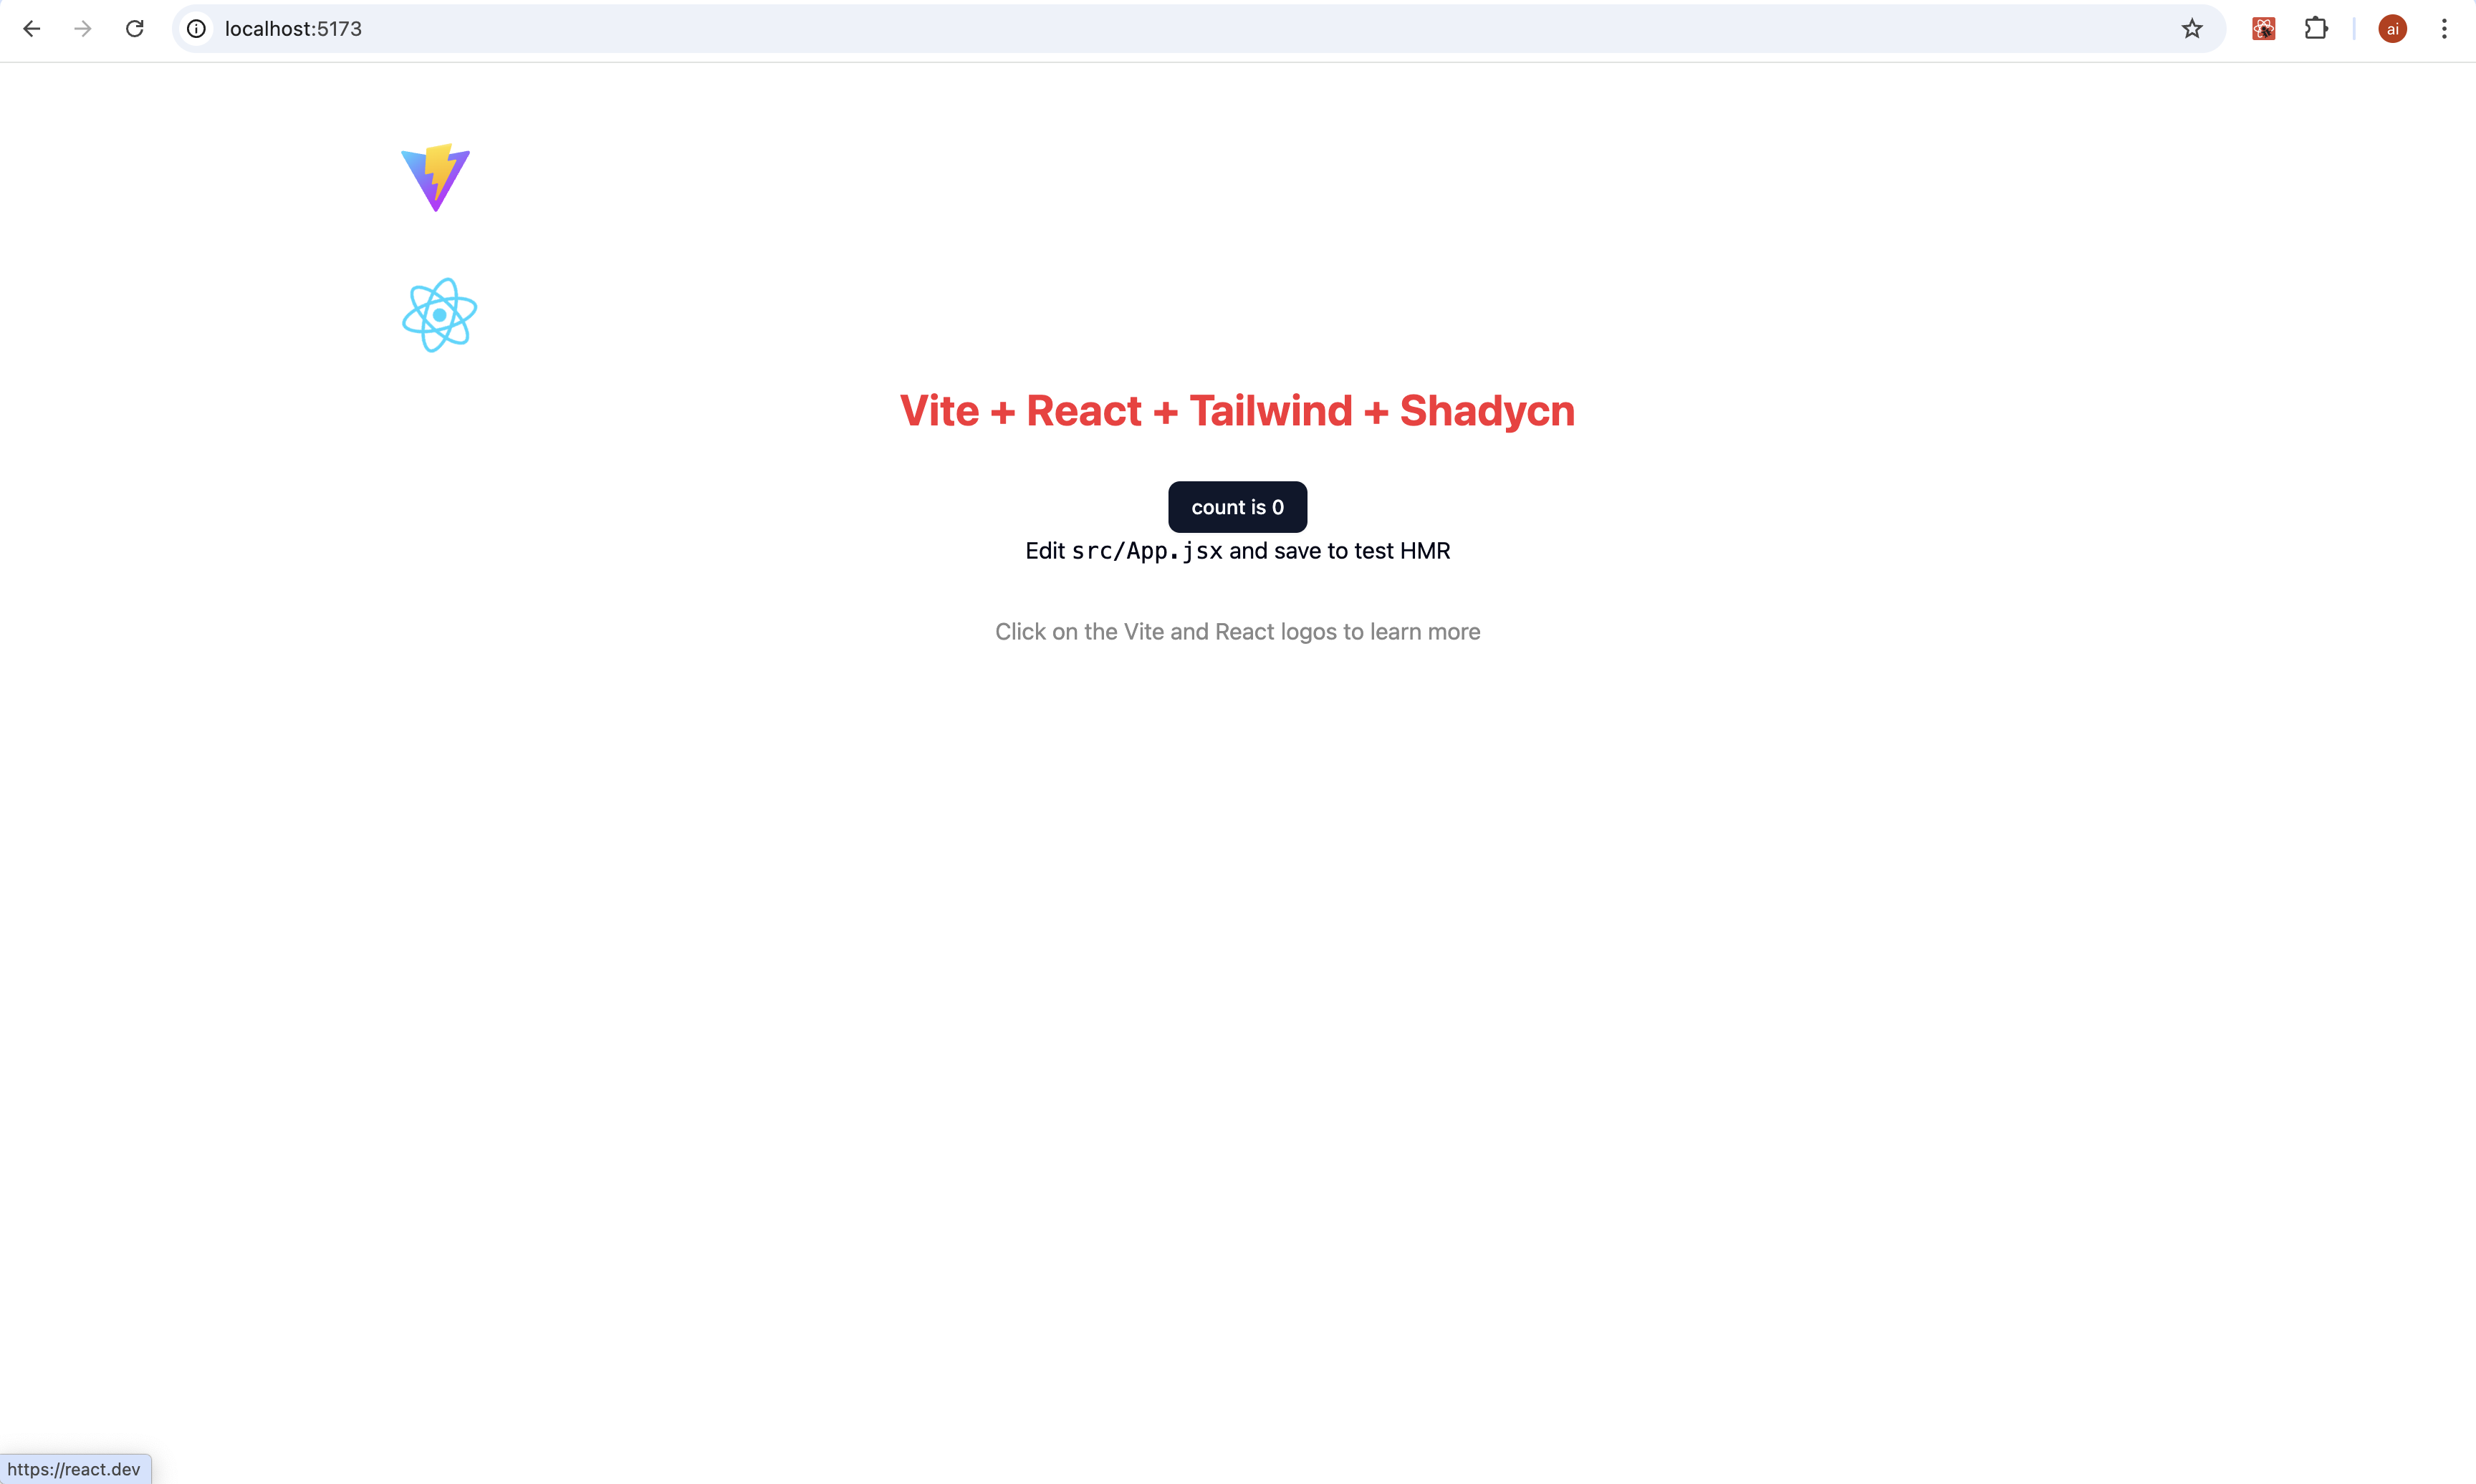 localhost:5173
ai
Vite + React + Tailwind + Shadycn
count is 0
Edit src/App.jsx and save to test HMR
Click on the Vite and React logos to learn more
https://react.dev